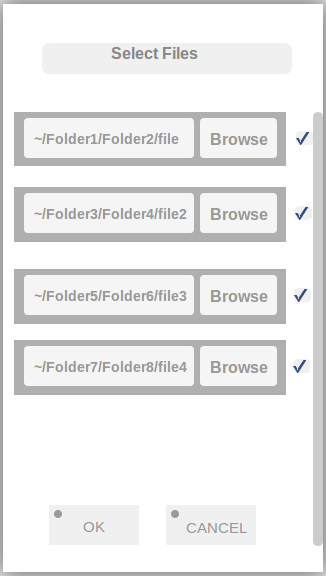 Select Files
~/Folder1/Folder2/file Browse
~/Folder3/Folder4/file2 Browse
~/Folder5/Folder6/file3 Browse
~/Folder7/Folder8/file4 Browse
OK CANCEL